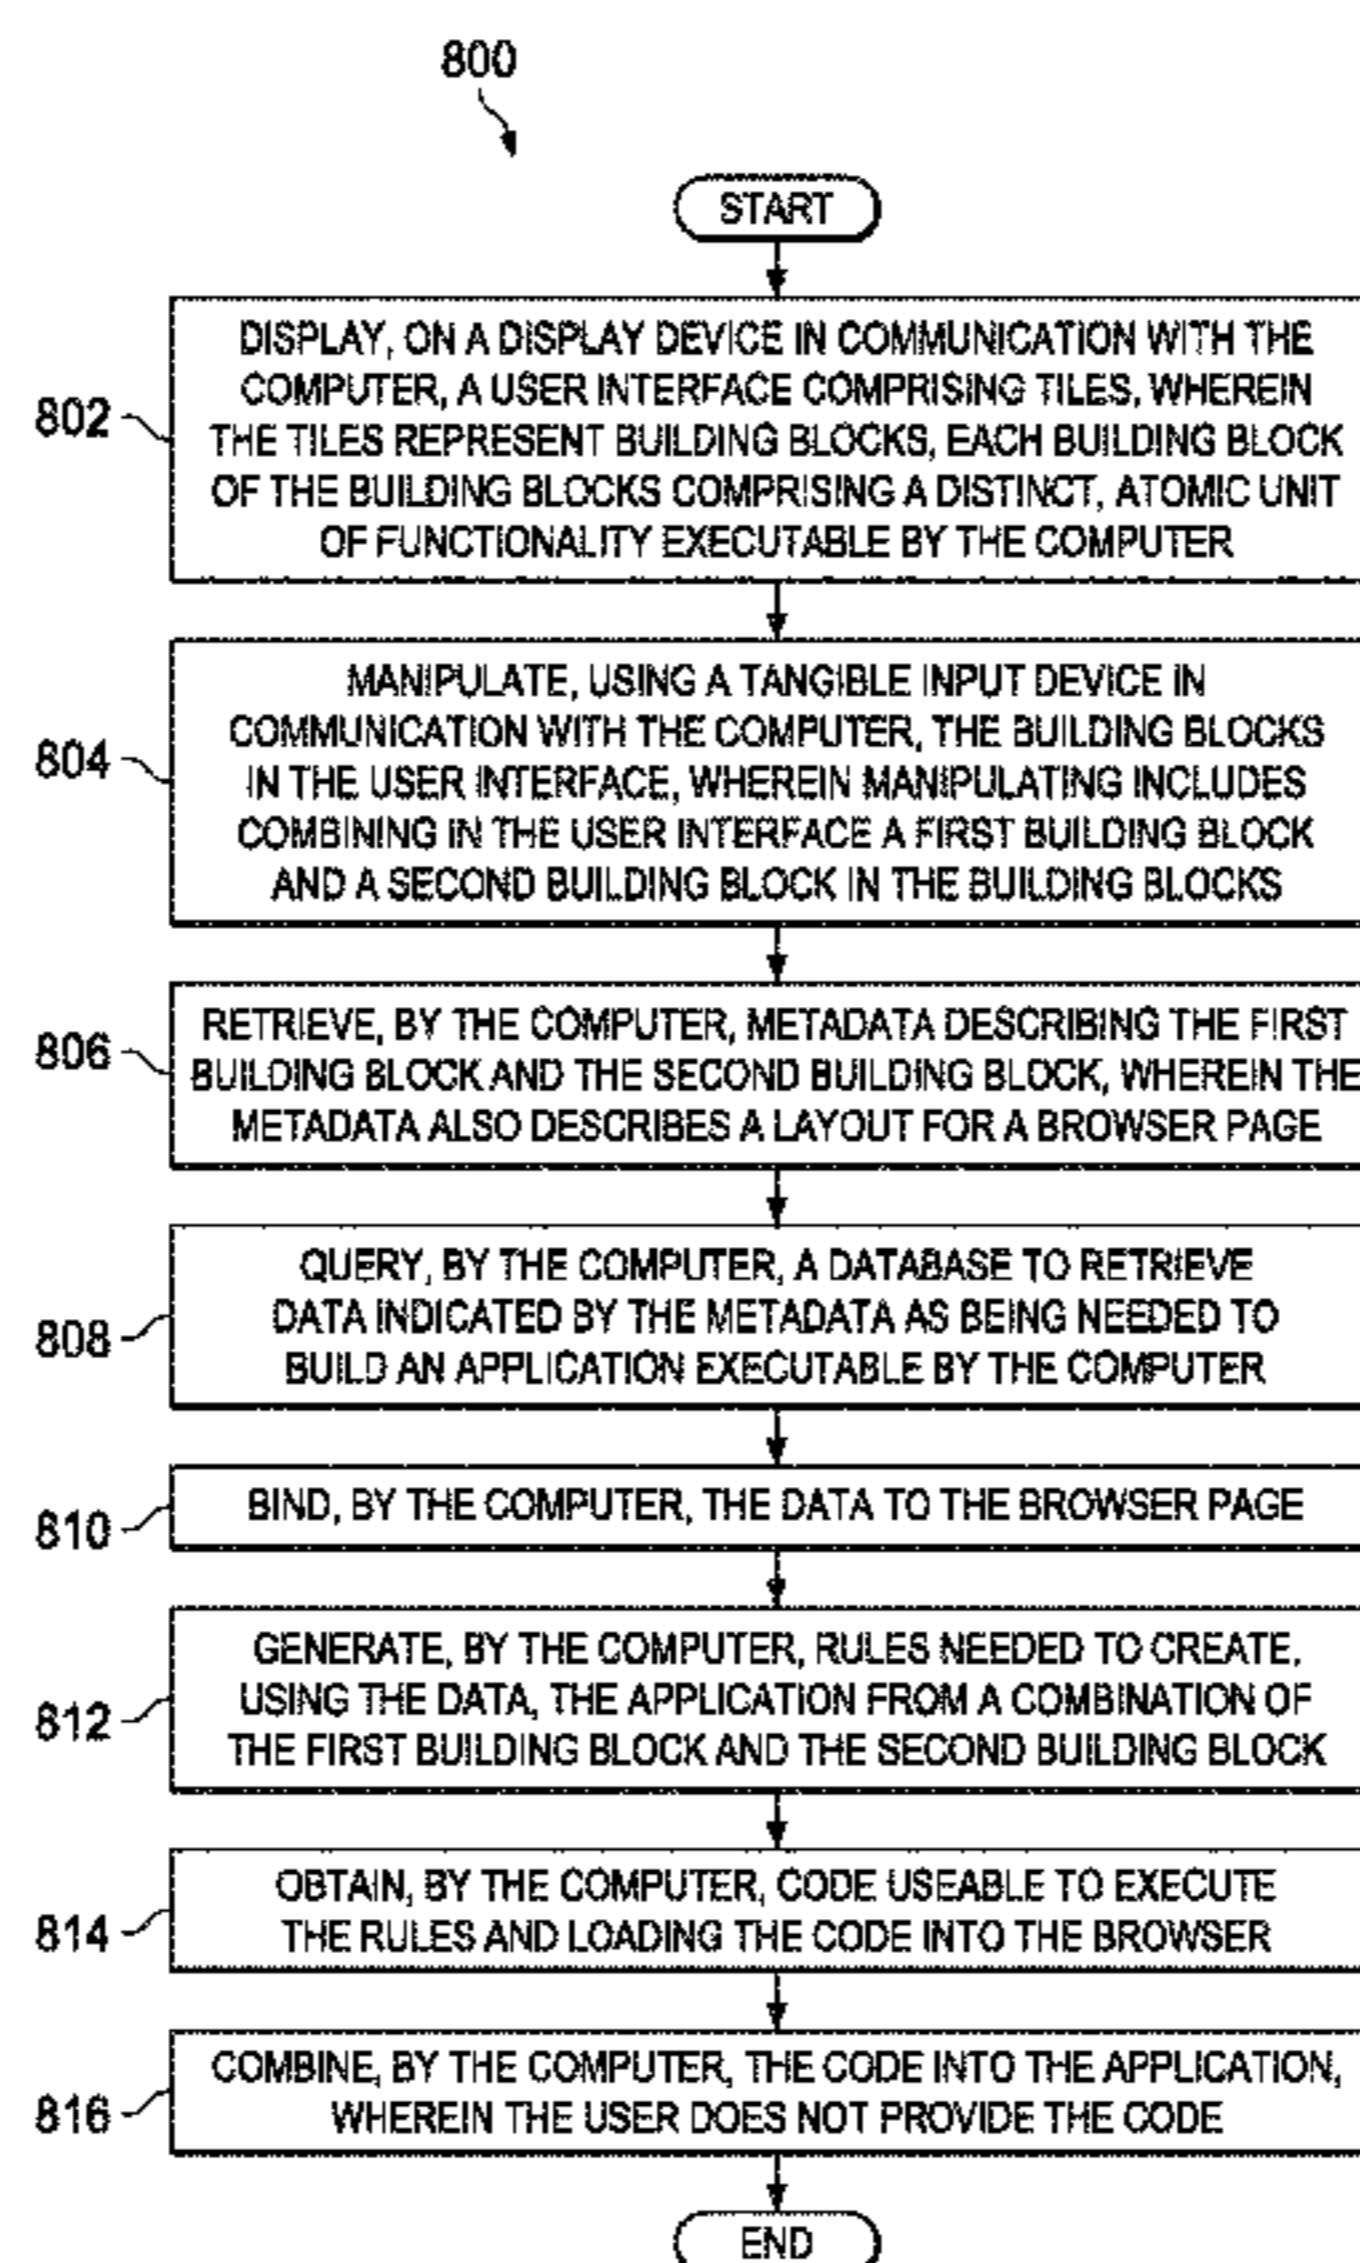 800
START
802
DISPLAY, ON A DISPLAY DEVICE IN COMMUNICATION WITH THE
COMPUTER, A USER INTERFACE COMPRISING TILES, WHEREIN
THE TILES REPRESENT BUILDING BLOCKS, EACH BUILDING BLOCK
OF THE BUILDING BLOCKS COMPRISING A DISTINCT, ATOMIC UNIT
OF FUNCTIONALITY EXECUTABLE BY THE COMPUTER
804
MANIPULATE, USING A TANGIBLE INPUT DEVICE IN
COMMUNICATION WITH THE COMPUTER, THE BUILDING BLOCKS
IN THE USER INTERFACE, WHEREIN MANIPULATING INCLUDES
COMBINING IN THE USER INTERFACE A FIRST BUILDING BLOCK
AND A SECOND BUILDING BLOCK IN THE BUILDING BLOCKS
806
RETRIEVE, BY THE COMPUTER, METADATA DESCRIBING THE FIRST
BUILDING BLOCK AND THE SECOND BUILDING BLOCK, WHEREIN THE
METADATA ALSO DESCRIBES A LAYOUT FOR A BROWSER PAGE
808
QUERY, BY THE COMPUTER, A DATABASE TO RETRIEVE
DATA INDICATED BY THE METADATA AS BEING NEEDED TO
BUILD AN APPLICATION EXECUTABLE BY THE COMPUTER
810
BIND, BY THE COMPUTER, THE DATA TO THE BROWSER PAGE
812
GENERATE, BY THE COMPUTER, RULES NEEDED TO CREATE,
USING THE DATA, THE APPLICATION FROM A COMBINATION OF
THE FIRST BUILDING BLOCK AND THE SECOND BUILDING BLOCK
814
OBTAIN, BY THE COMPUTER, CODE USEABLE TO EXECUTE
THE RULES AND LOADING THE CODE INTO THE BROWSER
816
COMBINE, BY THE COMPUTER, THE CODE INTO THE APPLICATION,
WHEREIN THE USER DOES NOT PROVIDE THE CODE
END